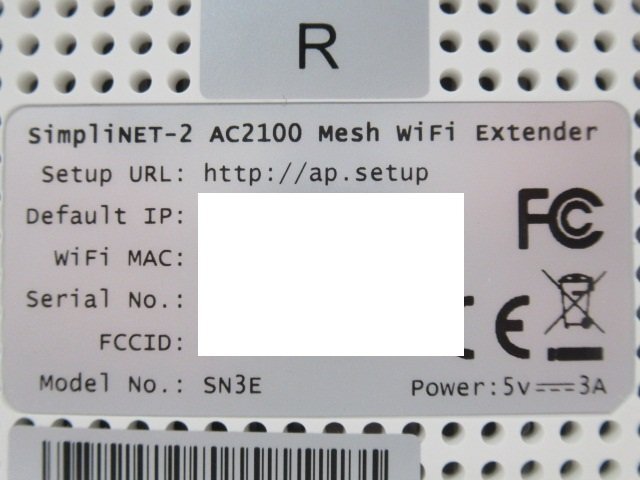 R
SimpliNET-2 AC2100 Mesh WiFi Extender
Setup URL: http://ap.setup
Default IP:
WiFi MAC:
Serial No.:
FCCID:
Model No.: SN3E
Power:5v⎓3A
FC
CE